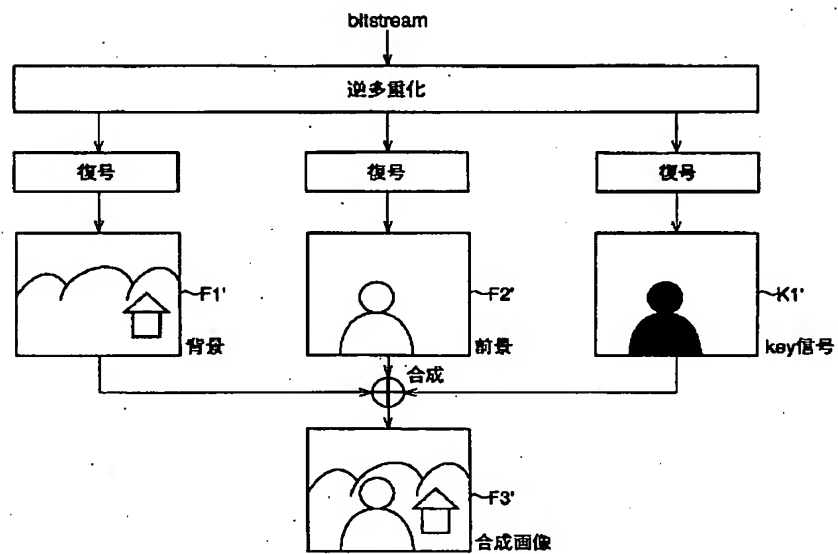 bitstream
逆多重化
復号
復号
復号
F1'
背景
F2'
前景
K1'
key信号
合成
F3'
合成画像